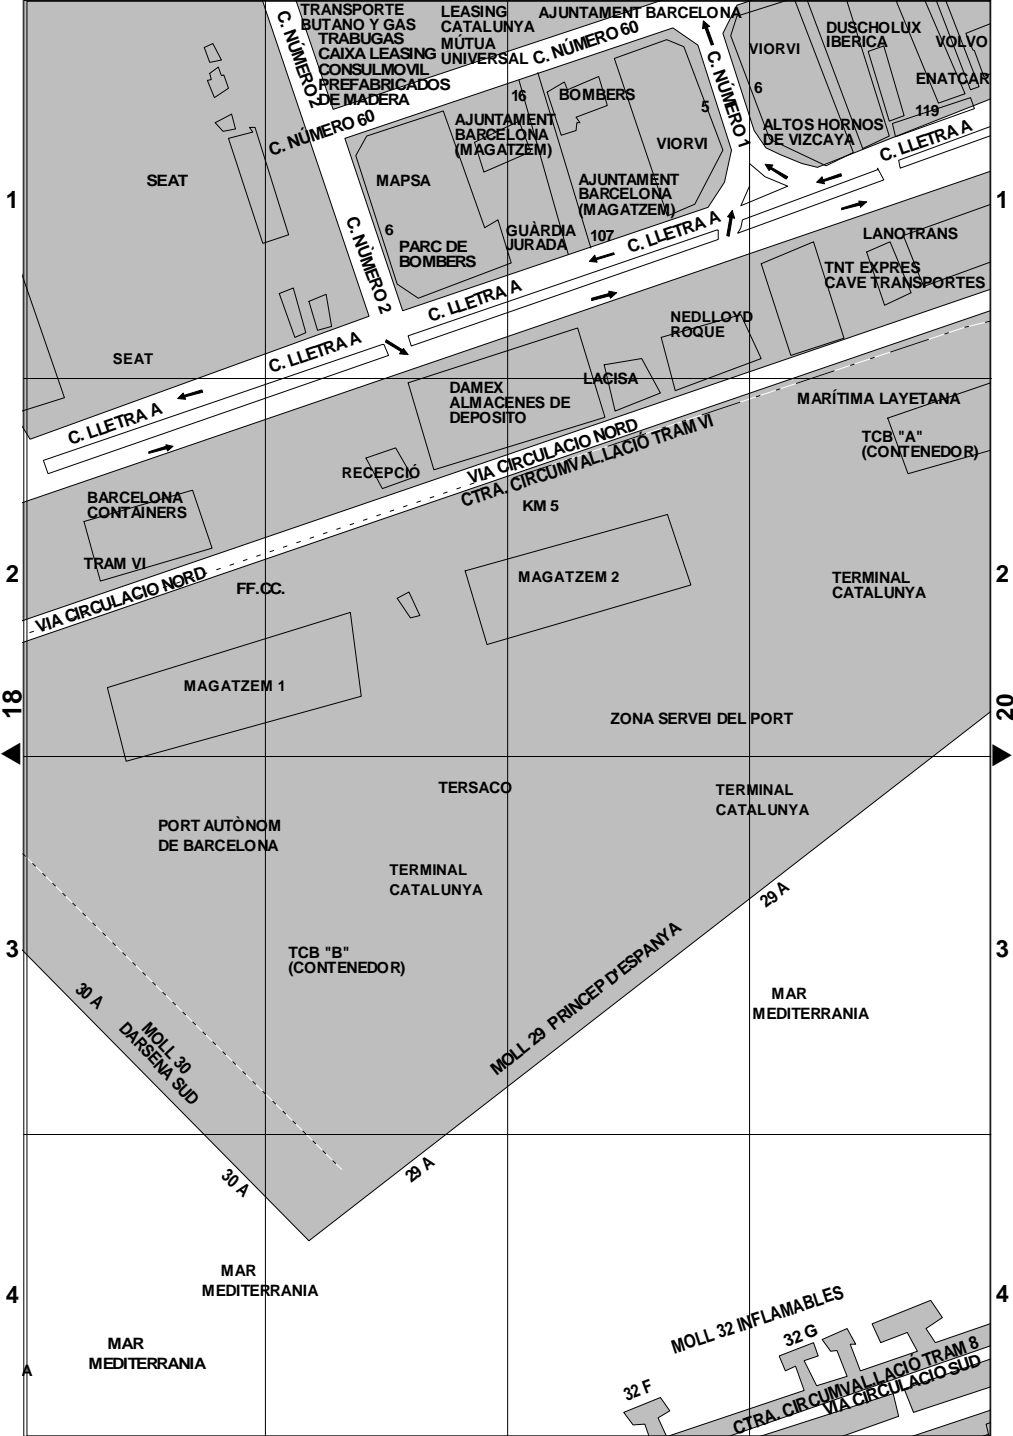 TRANSPORTE
BUTANO Y GAS
TRABUGAS
CAIXA LEASING
CONSULMOVIL
PREFABRICADOS
DE MADERA
LEASING
CATALUNYA
MÚTUA
UNIVERSAL
AJUNTAMENT BARCELONA
C. NÚMERO 60
C. NÚMERO 2
C. NÚMERO 60
C. NÚMERO 1
VIORVI
DUSCHOLUX
IBERICA
VOLVO
ENATCAR
119
6
5
16
BOMBERS
AJUNTAMENT
BARCELONA
(MAGATZEM)
VIORVI
ALTOS HORNOS
DE VIZCAYA
C. LLETRA A
SEAT
MAPSA
AJUNTAMENT
BARCELONA
(MAGATZEM)
1
1
C. NÚMERO 2
6
PARC DE
BOMBERS
GUÀRDIA
JURADA
107
C. LLETRA A
LANOTRANS
TNT EXPRES
CAVE TRANSPORTES
C. LLETRA A
NEDLLOYD
ROQUE
SEAT
C. LLETRA A
LACISA
DAMEX
ALMACENES DE
DEPOSITO
MARÍTIMA LAYETANA
C. LLETRA A
TCB "A"
(CONTENEDOR)
VIA CIRCULACIO NORD
CTRA. CIRCUMVAL.LACIÓ TRAM VI
RECEPCIÓ
BARCELONA
CONTAINERS
KM 5
TRAM VI
VIA CIRCULACIO NORD
FF.CC.
MAGATZEM 2
TERMINAL
CATALUNYA
2
2
MAGATZEM 1
18
20
ZONA SERVEI DEL PORT
TERSACO
TERMINAL
CATALUNYA
PORT AUTÒNOM
DE BARCELONA
TERMINAL
CATALUNYA
29 A
3
3
TCB "B"
(CONTENEDOR)
MOLL 29 PRINCEP D'ESPANYA
30 A
MOLL 30
DARSENA SUD
MAR
MEDITERRANIA
30 A
29 A
MAR
MEDITERRANIA
4
4
MAR
MEDITERRANIA
A
MOLL 32 INFLAMABLES
32 G
32 F
CTRA. CIRCUMVAL.LACIÓ TRAM 8
VIA CIRCULACIO SUD